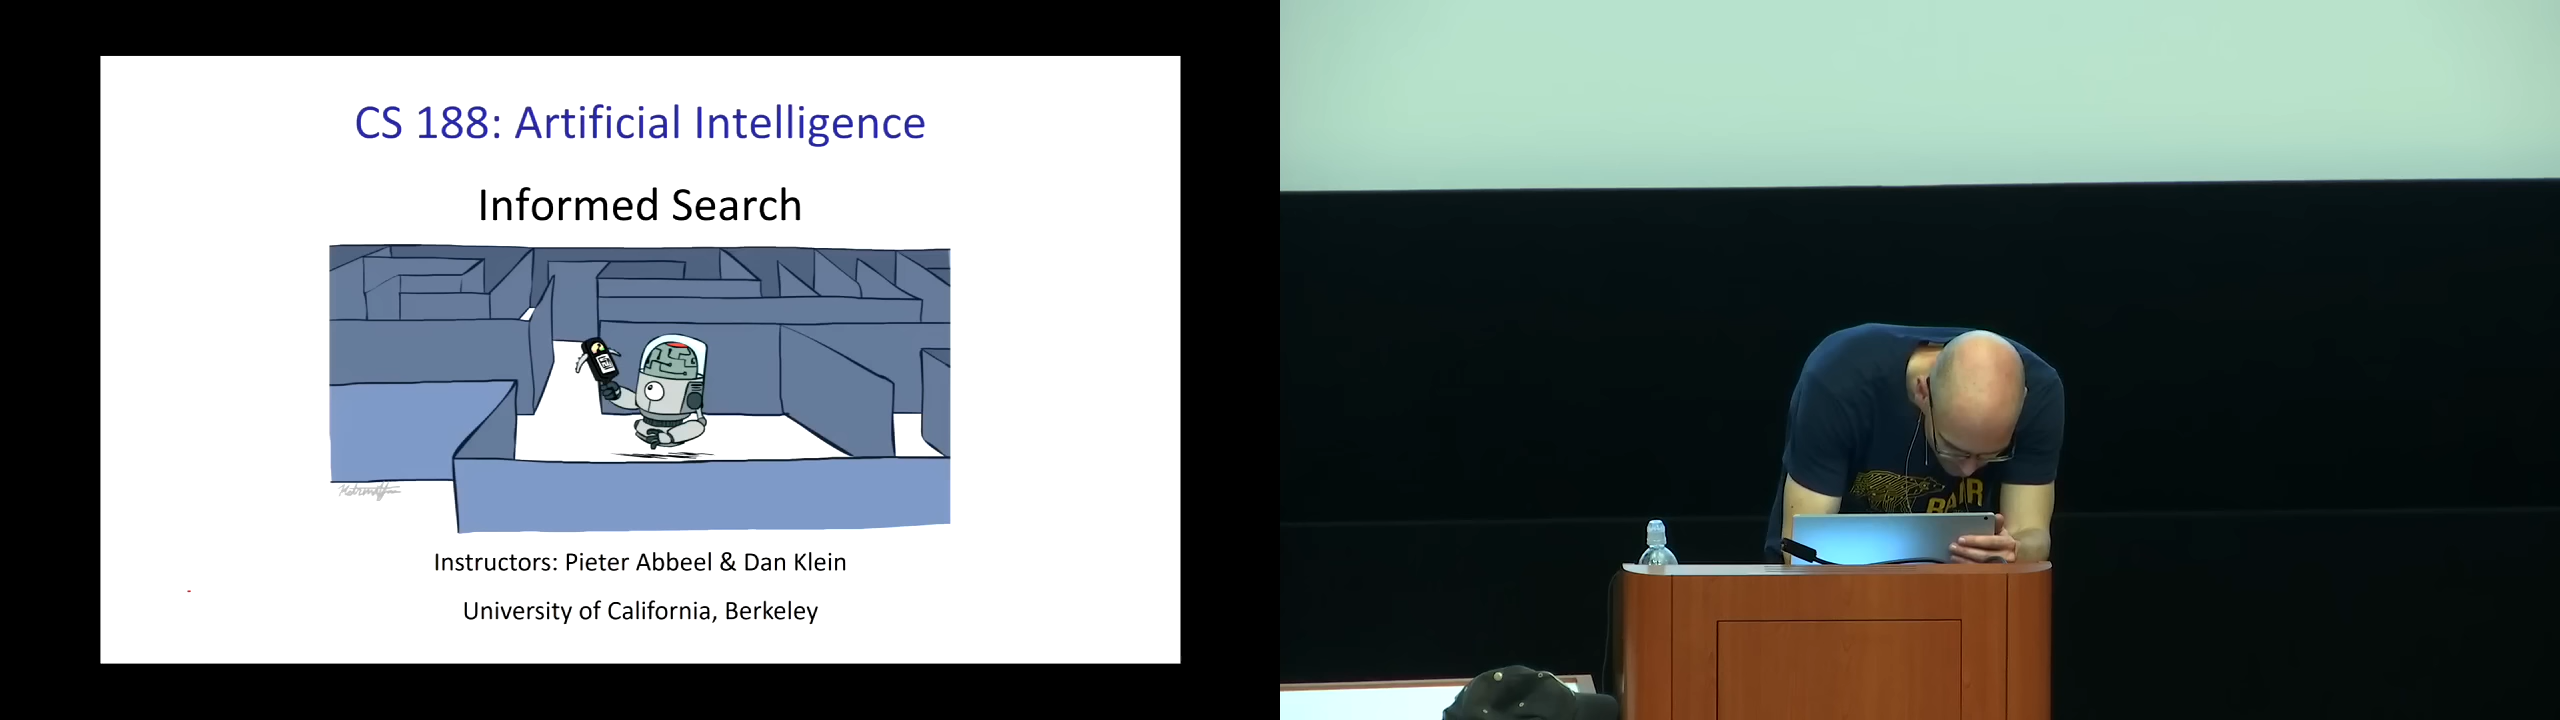 CS 188: Artificial Intelligence
Informed Search
Instructors: Pieter Abbeel & Dan Klein
University of California, Berkeley